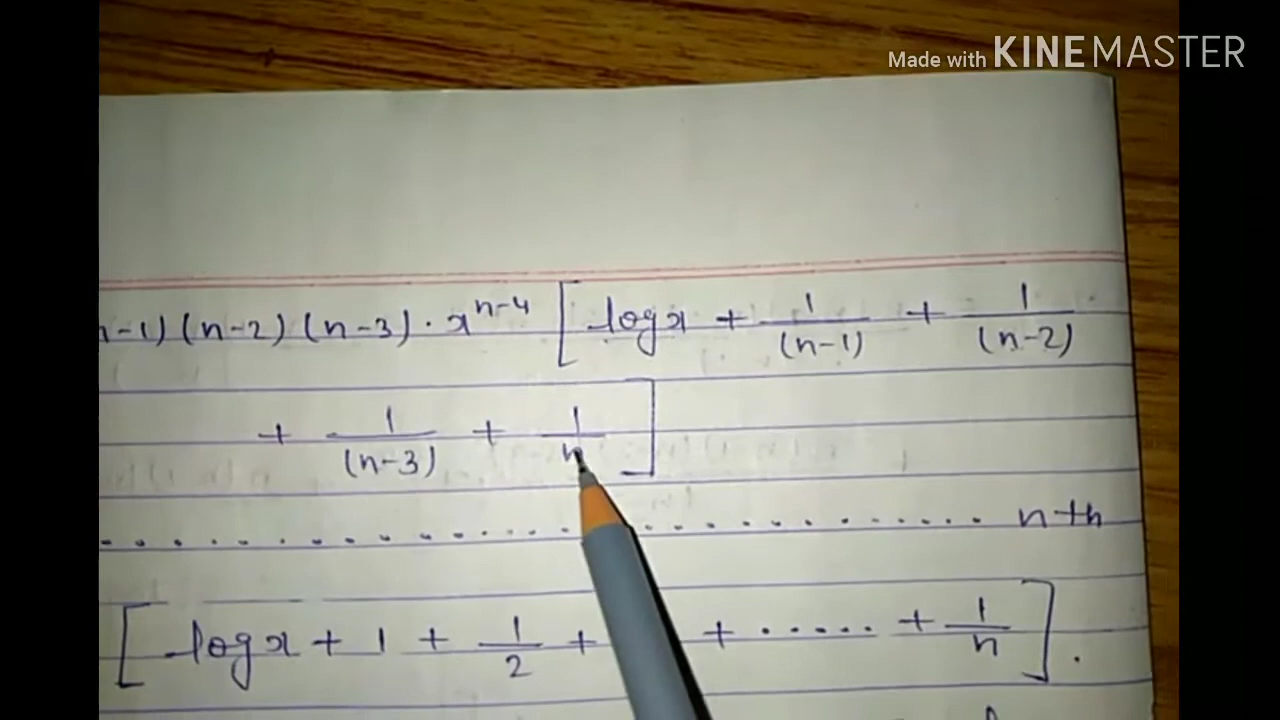 Made with KINEMASTER
n-1) (n-2) (n-3) · x^{n-4} [ log x + 1/(n-1) + 1/(n-2)
+ 1/(n-3) + 1/n ]
.......................... nth
[ log x + 1 + 1/2 + + ...... + 1/n ] .